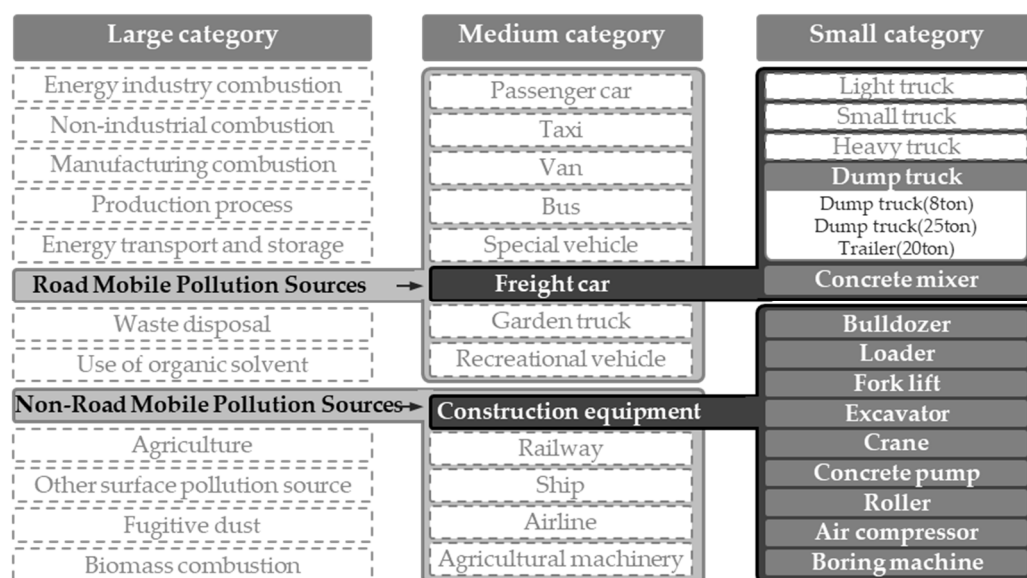 Large category
Energy industry combustion
Non-industrial combustion
Manufacturing combustion
Production process
Energy transport and storage
Road Mobile Pollution Sources
Waste disposal
Use of organic solvent
Non-Road Mobile Pollution Sources
Agriculture
Other surface pollution source
Fugitive dust
Biomass combustion
Medium category
Passenger car
Taxi
Van
Bus
Special vehicle
Freight car
Garden truck
Recreational vehicle
Construction equipment
Railway
Ship
Airline
Agricultural machinery
Small category
Light truck
Small truck
Heavy truck
Dump truck
Dump truck(8ton)
Dump truck(25ton)
Trailer(20ton)
Concrete mixer
Bulldozer
Loader
Fork lift
Excavator
Crane
Concrete pump
Roller
Air compressor
Boring machine